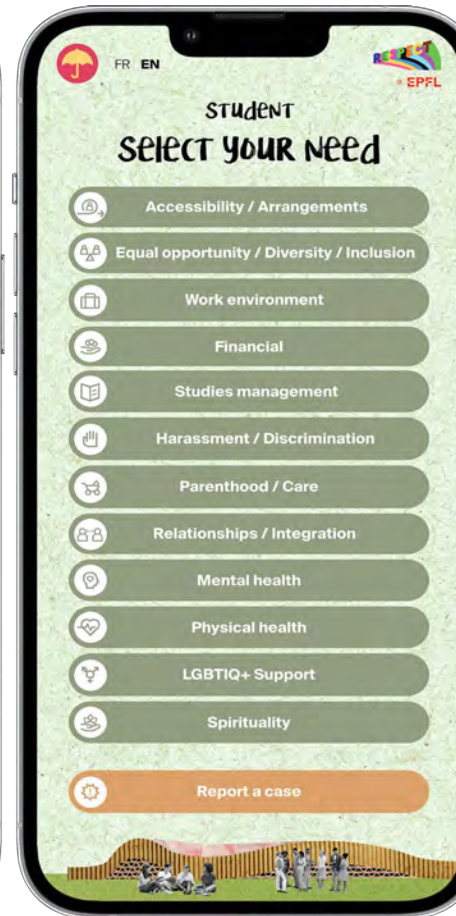 FR EN
RESPECT
EPFL
STUDENT
SELECT YOUR NEED
Accessibility / Arrangements
Equal opportunity / Diversity / Inclusion
Work environment
Financial
Studies management
Harassment / Discrimination
Parenthood / Care
Relationships / Integration
Mental health
Physical health
LGBTIQ+ Support
Spirituality
Report a case